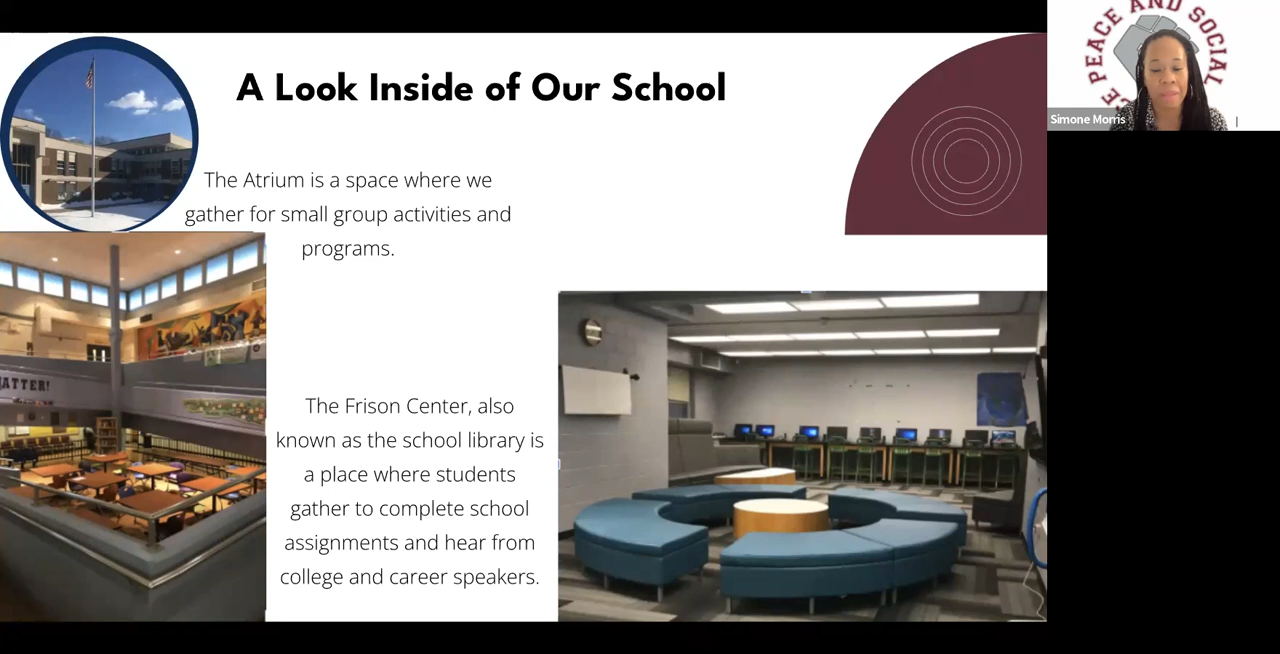 A Look Inside of Our School
The Atrium is a space where we
gather for small group activities and
programs.
ATTER!
The Frison Center, also
known as the school library is
a place where students
gather to complete school
assignments and hear from
college and career speakers.
PEACE AND SOCIAL
CE
Simone Morris